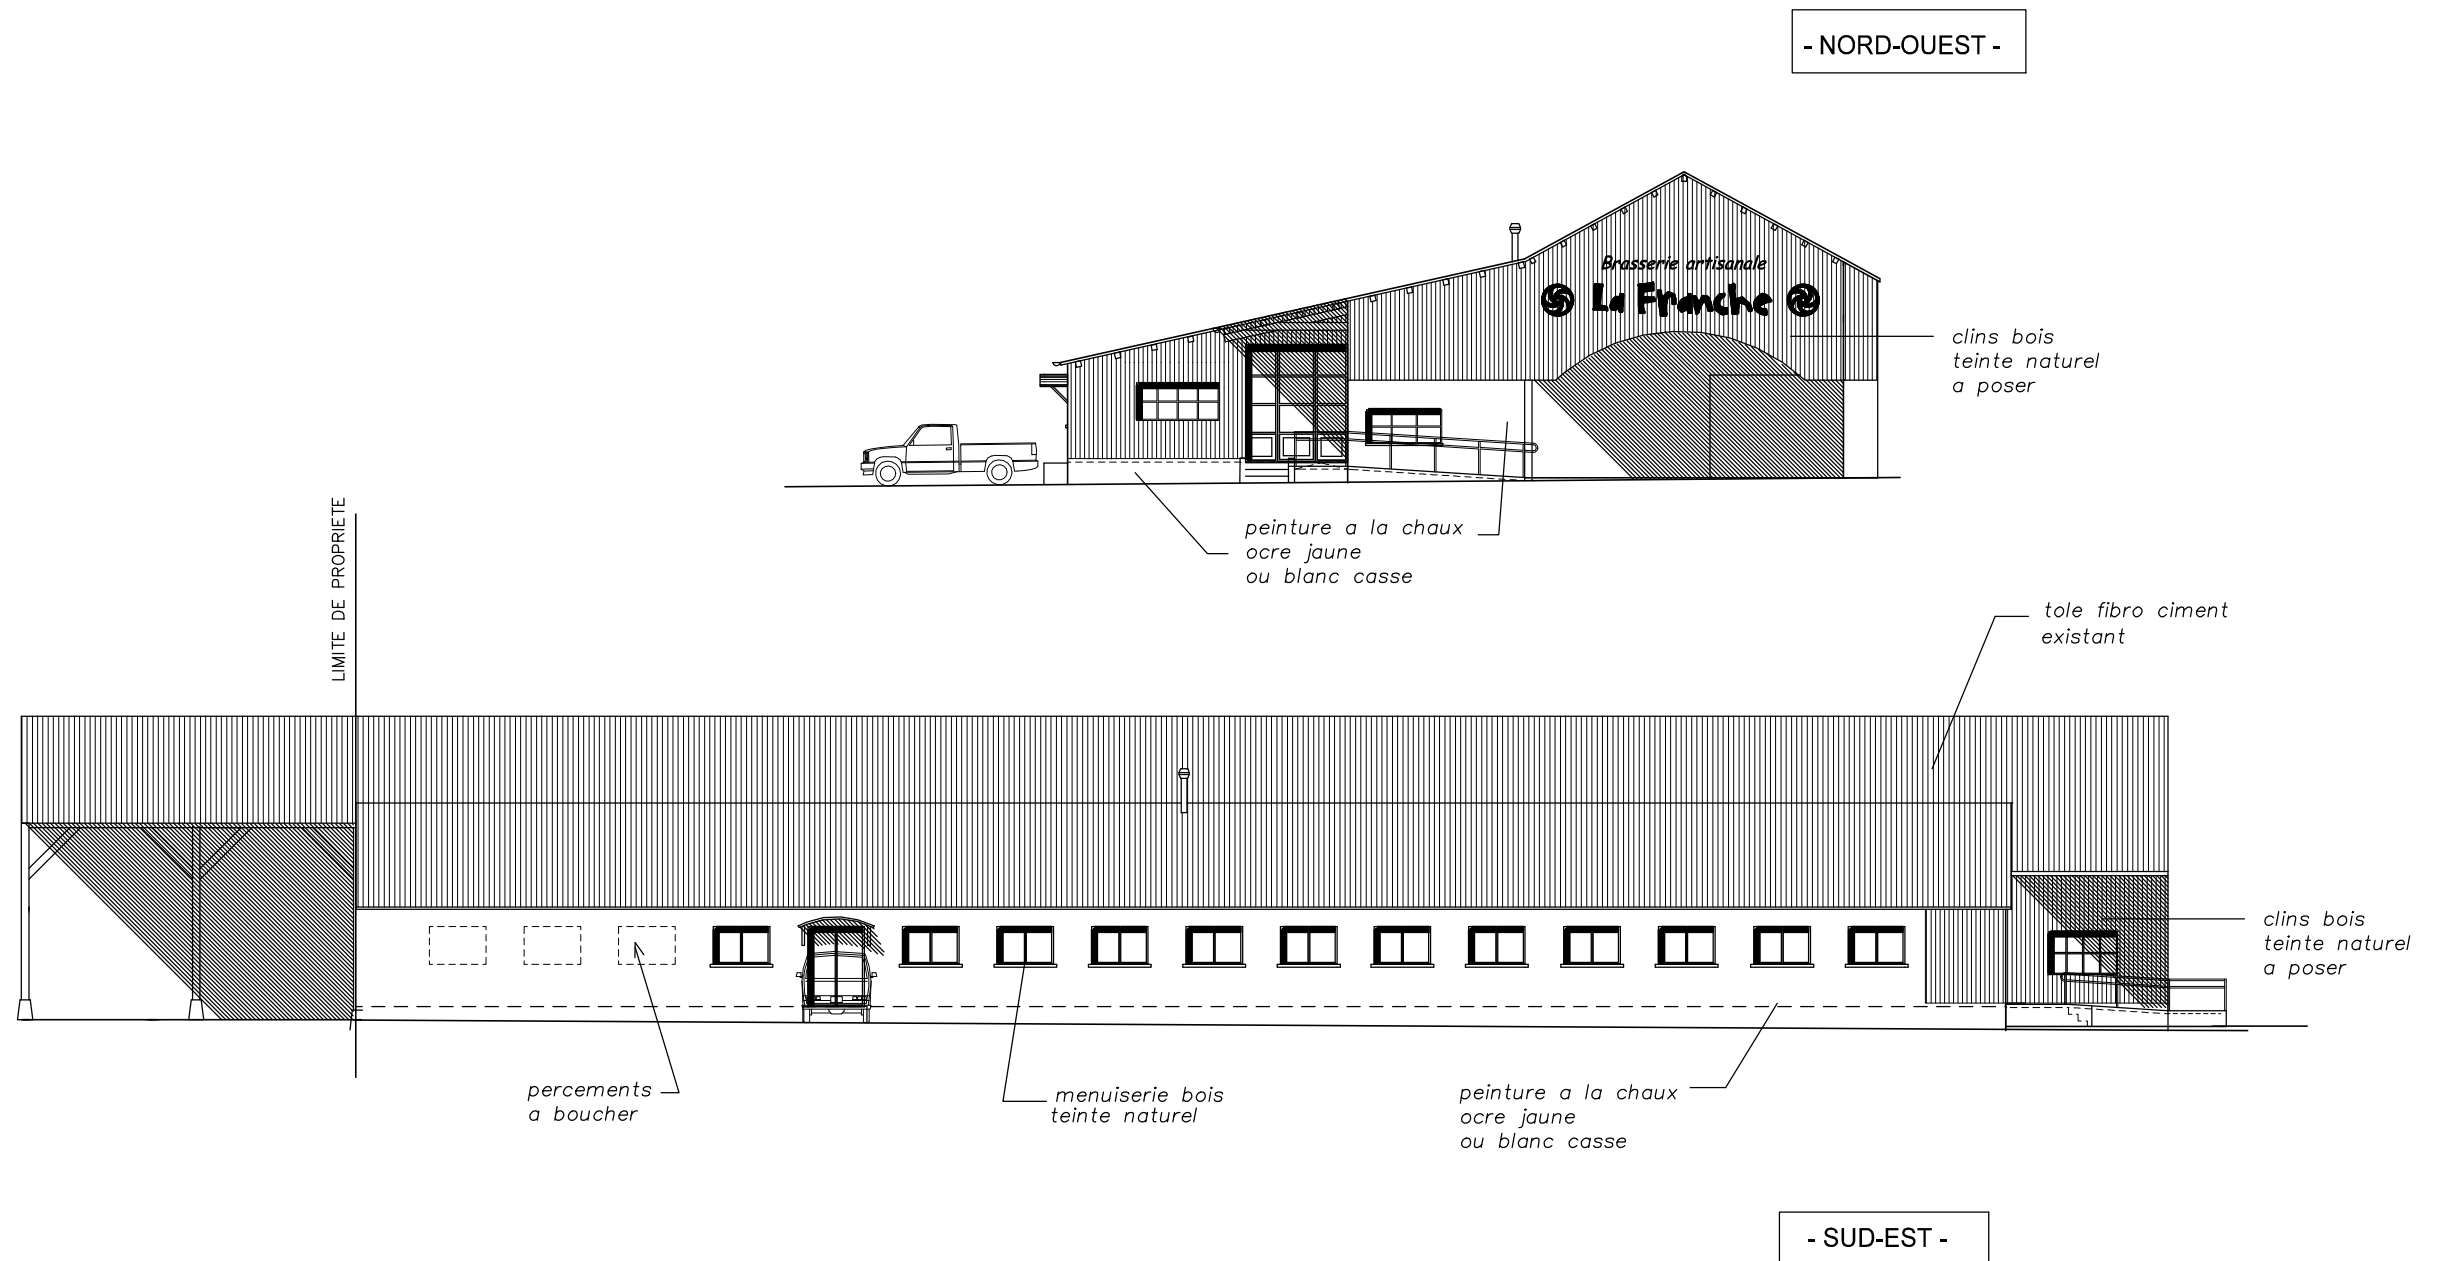 - NORD-OUEST -
Brasserie artisanale
La Franche
clins bois
teinte naturel
a poser
peinture a la chaux
ocre jaune
ou blanc casse
LIMITE DE PROPRIETE
tole fibro ciment
existant
clins bois
teinte naturel
a poser
percements
a boucher
menuiserie bois
teinte naturel
peinture a la chaux
ocre jaune
ou blanc casse
- SUD-EST -